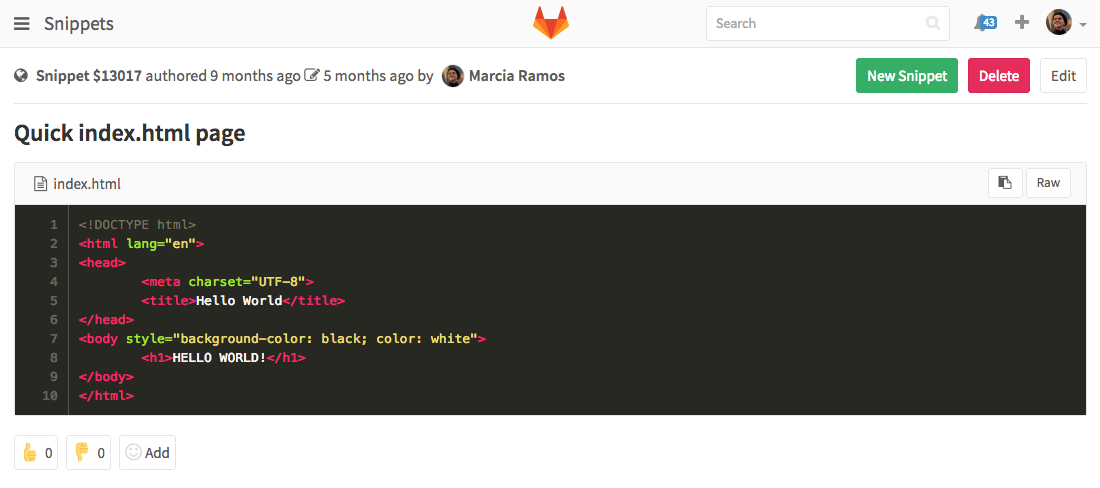 Snippets
Search
43
Snippet $13017 authored 9 months ago 5 months ago by Marcia Ramos
New Snippet Delete Edit
Quick index.html page
index.html
Raw
1 <!DOCTYPE html>
2 <html lang="en">
3 <head>
4 <meta charset="UTF-8">
5 <title>Hello World</title>
6 </head>
7 <body style="background-color: black; color: white">
8 <h1>HELLO WORLD!</h1>
9 </body>
10 </html>
0 0 Add